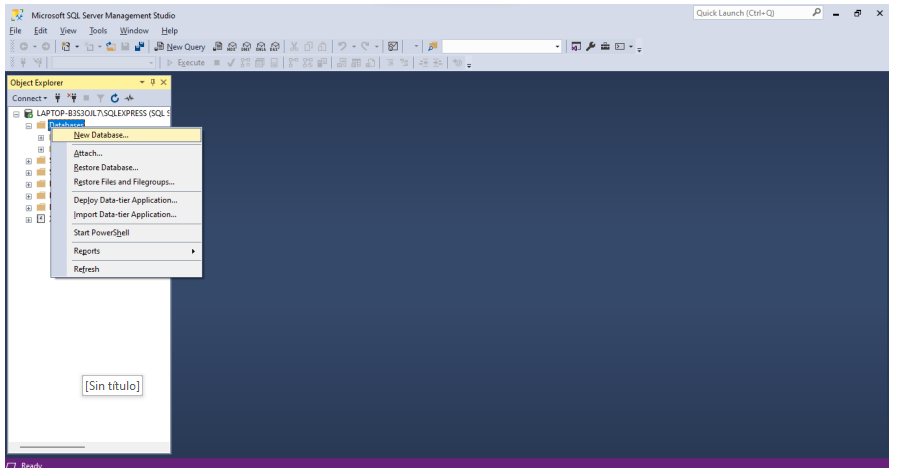 Microsoft SQL Server Management Studio
Quick Launch (Ctrl+Q)
File Edit View Tools Window Help
New Query
Execute
Object Explorer
Connect
LAPTOP-B3S3OJL7\SQLEXPRESS (SQL S
Databases
New Database...
Attach...
Restore Database...
Restore Files and Filegroups...
Deploy Data-tier Application...
Import Data-tier Application...
Start PowerShell
Reports
Refresh
[Sin título]
Ready